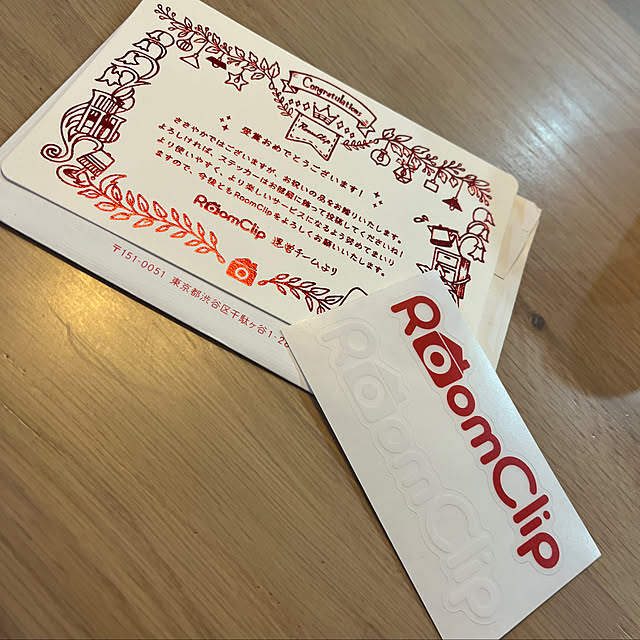 Congratulations
RoomClip
受賞おめでとうございます!
ささやかではございますが、お祝いの品をお贈りいたします。
よろしければ、ステッカーはお部屋に飾って投稿してくださいね!
より使いやすく、より楽しいサービスになるよう努めてまいり
ますので、今後ともRoomClipをよろしくお願いいたします。
RoomClip 運営チームより
〒151-0051 東京都渋谷区千駄ケ谷1-2
RoomClip
RoomClip